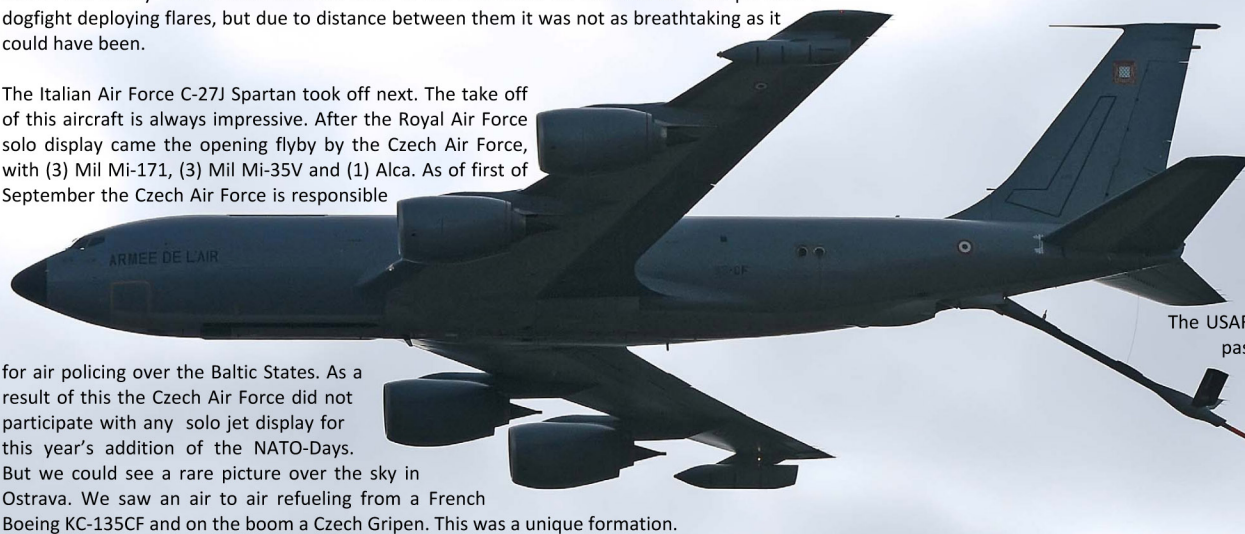 dogfight deploying flares, but due to distance between them it was not as breathtaking as it
could have been.
The Italian Air Force C-27J Spartan took off next. The take off
of this aircraft is always impressive. After the Royal Air Force
solo display came the opening flyby by the Czech Air Force,
with (3) Mil Mi-171, (3) Mil Mi-35V and (1) Alca. As of first of
September the Czech Air Force is responsible
ARMEE DE L'AIR
for air policing over the Baltic States. As a
result of this the Czech Air Force did not
participate with any solo jet display for
this year's addition of the NATO-Days.
But we could see a rare picture over the sky in
Ostrava. We saw an air to air refueling from a French
Boeing KC-135CF and on the boom a Czech Gripen. This was a unique formation.
The USAF
pas